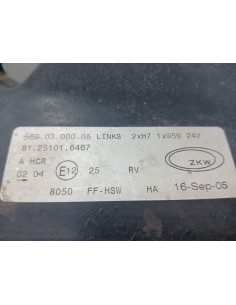 569.03.000.05 LINKS 2xH7 1xW5W 24V
81.25101.6467
ZKW
A HCR
02 04 E12 25 RV
8050 FF-HSW HA 16-Sep-05